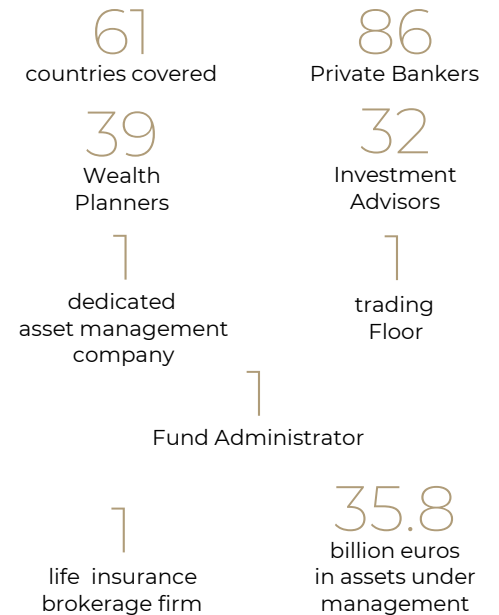 61
countries covered
86
Private Bankers
39
Wealth
Planners
32
Investment
Advisors
1
dedicated
asset management
company
1
trading
Floor
1
Fund Administrator
1
life  insurance
brokerage firm
35.8
billion euros
in assets under
management